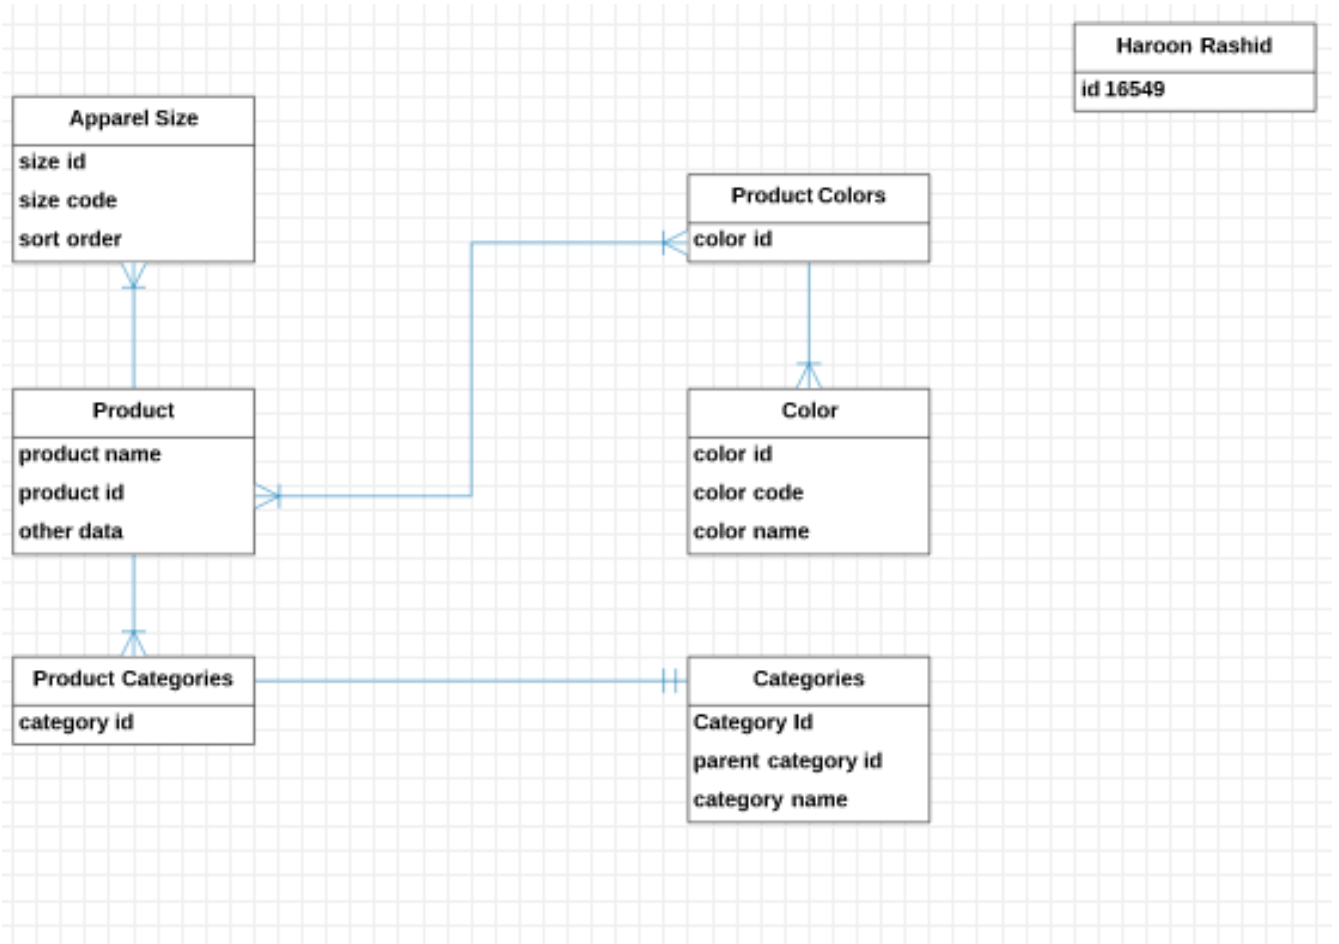 Haroon Rashid
id 16549
Apparel Size
size id
size code
sort order
Product Colors
color id
Product
product name
product id
other data
Color
color id
color code
color name
Product Categories
category id
Categories
Category Id
parent category id
category name